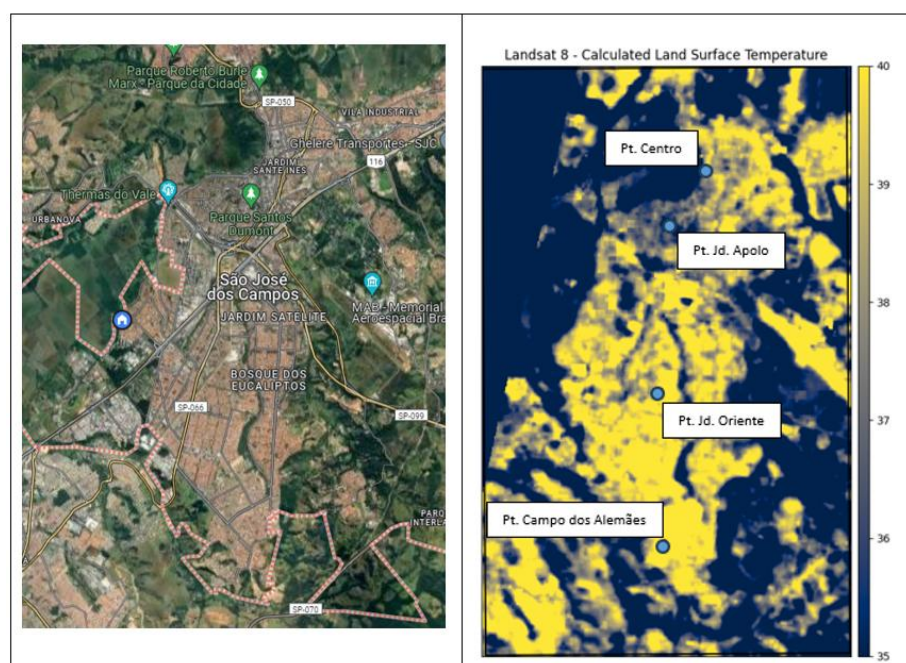 Parque Roberto Burle
Marx - Parque da Cidade
SP-050
VILA INDUSTRIAL
Ghelere Transportes - SJC
116
JARDIM
SANTE INES
Thermas do Vale
URBANOVA
Parque Santos
Dumont
São José
dos Campos
MAB - Memorial
Aeroespacial Bra
JARDIM SATÉLITE
BOSQUE DOS
EUCALIPTOS
SP-066
SP-099
PARQ
INTERLA
SP-070
Landsat 8 - Calculated Land Surface Temperature
Pt. Centro
Pt. Jd. Apolo
Pt. Jd. Oriente
Pt. Campo dos Alemães
40
39
38
37
36
35